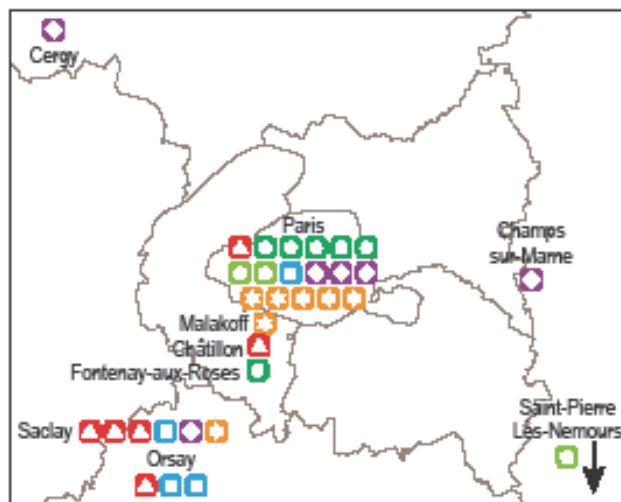 Cergy
Paris
Champs
sur-Marne
Malakoff
Châtillon
Fontenay-aux-Roses
Saclay
Orsay
Saint-Pierre
Lès-Nemours